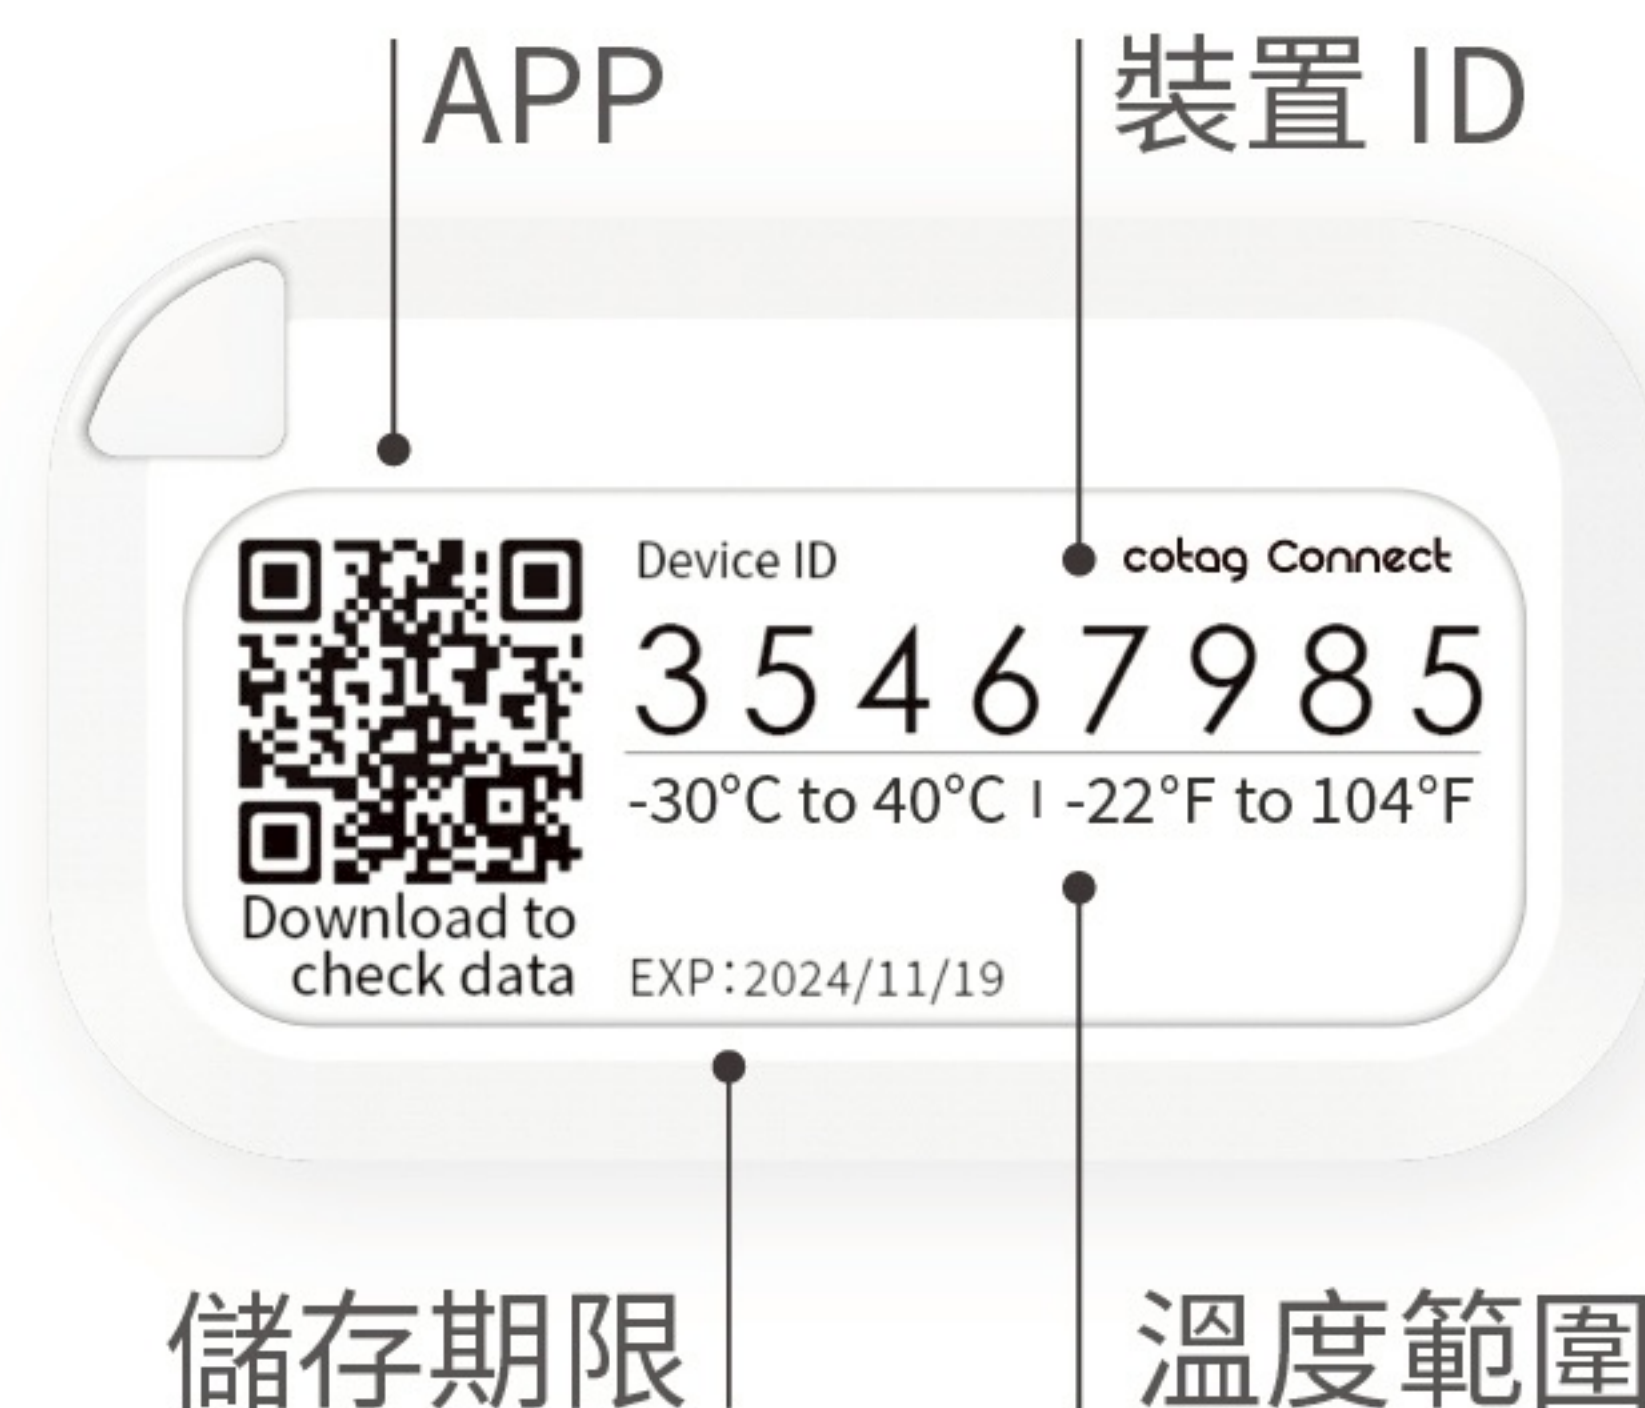 APP
裝置 ID
Device ID
cotag Connect
35467985
-30°C to 40°C | -22°F to 104°F
Download to
check data
EXP:2024/11/19
儲存期限
溫度範圍